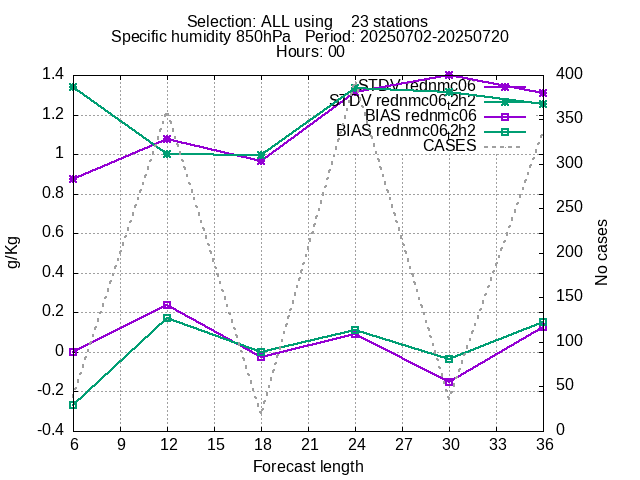 Selection: ALL using    23 stations
Specific humidity 850hPa   Period: 20250702-20250720
Hours: 00
STDV rednmc06
STDV rednmc06_2h2
BIAS rednmc06
BIAS rednmc06_2h2
CASES
1.4
1.2
1
0.8
0.6
0.4
0.2
0
-0.2
-0.4
g/Kg
400
350
300
250
200
150
100
50
0
No cases
6 9 12 15 18 21 24 27 30 33 36
Forecast length